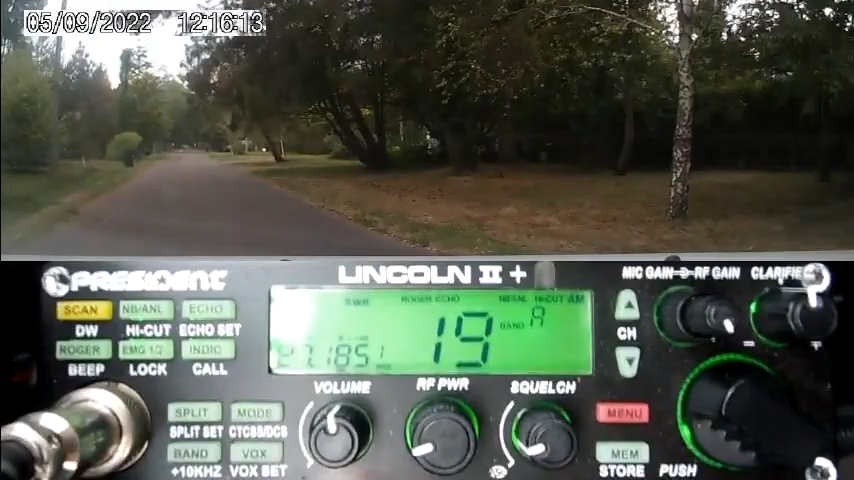 05/09/2022 12:16:13
PRESIDENT
LINCOLN II +
MIC GAIN RF GAIN CLARIFIER
SCAN NB/ANL ECHO
DW HI-CUT ECHO SET
ROGER EMG 1/2 INDIC
BEEP LOCK CALL
ROGER ECHO NB/ANL HI-CUT AM
19 BAND A
27.1851
CH
VOLUME RF PWR SQUELCH
SPLIT MODE
SPLIT SET CTCSS/DCS
BAND VOX
+10KHZ VOX SET
MENU
MEM
STORE PUSH